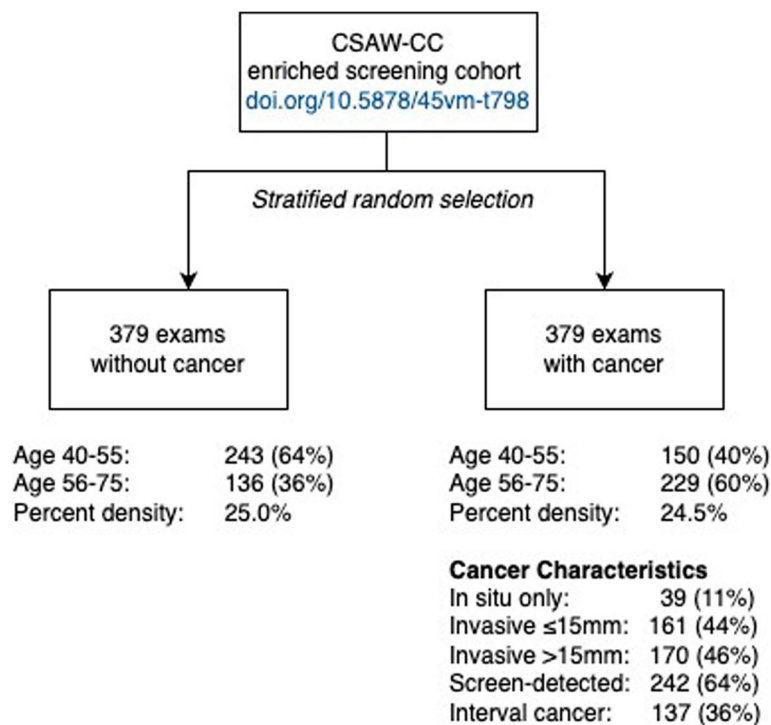 CSAW-CC
enriched screening cohort
doi.org/10.5878/45vm-t798
Stratified random selection
379 exams
without cancer
379 exams
with cancer
Age 40-55: 243 (64%)
Age 56-75: 136 (36%)
Percent density: 25.0%
Age 40-55: 150 (40%)
Age 56-75: 229 (60%)
Percent density: 24.5%
Cancer Characteristics
In situ only: 39 (11%)
Invasive ≤15mm: 161 (44%)
Invasive >15mm: 170 (46%)
Screen-detected: 242 (64%)
Interval cancer: 137 (36%)